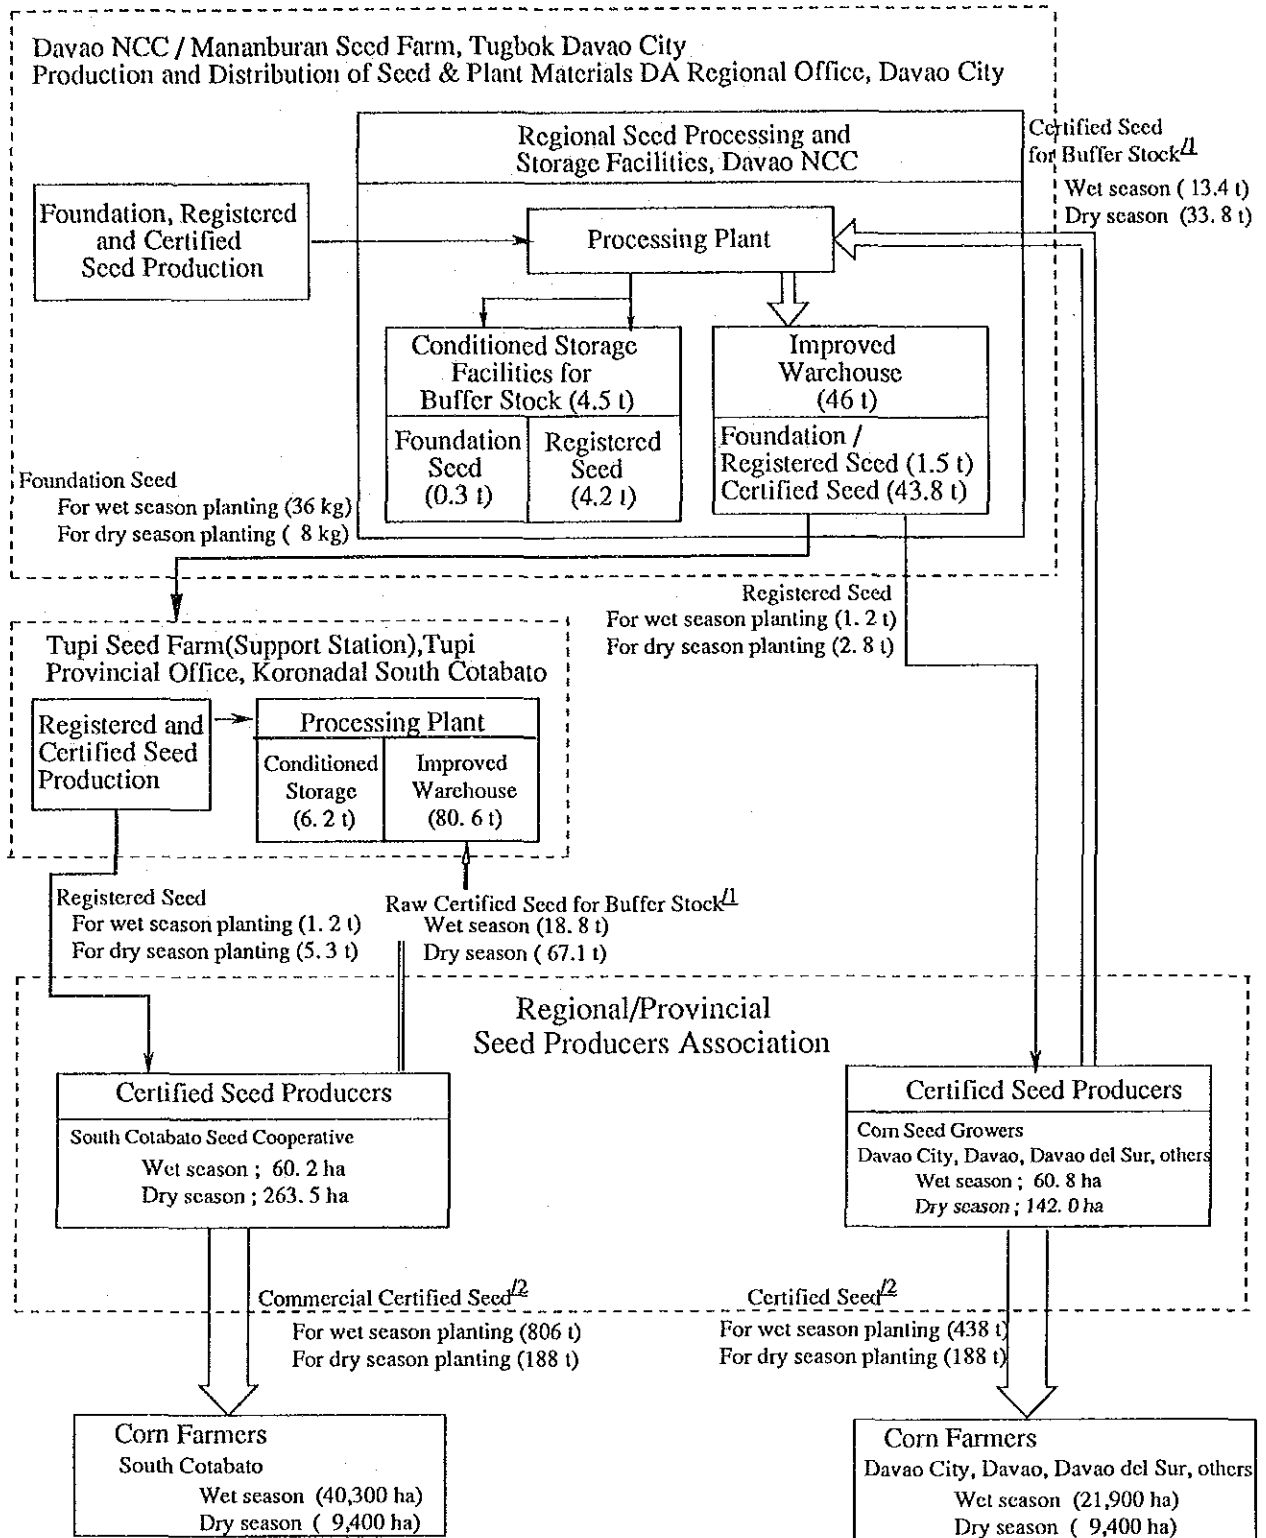 Davao NCC / Mananburan Seed Farm, Tugbok Davao City
Production and Distribution of Seed & Plant Materials DA Regional Office, Davao City
Regional Seed Processing and
Storage Facilities, Davao NCC
Certified Seed
for Buffer Stock/1
Wet season ( 13.4 t)
Dry season (33. 8 t)
Foundation, Registered
and Certified
Seed Production
Processing Plant
Conditioned Storage
Facilities for
Buffer Stock (4.5 t)
Foundation
Seed
(0.3 t)
Registered
Seed
(4.2 t)
Improved
Warehouse
(46 t)
Foundation /
Registered Seed (1.5 t)
Certified Seed (43.8 t)
Foundation Seed
For wet season planting (36 kg)
For dry season planting ( 8 kg)
Registered Seed
For wet season planting (1. 2 t)
For dry season planting (2. 8 t)
Tupi Seed Farm(Support Station),Tupi
Provincial Office, Koronadal South Cotabato
Registered and
Certified Seed
Production
Processing Plant
Conditioned
Storage
(6. 2 t)
Improved
Warehouse
(80. 6 t)
Registered Seed
For wet season planting (1. 2 t)
For dry season planting (5. 3 t)
Raw Certified Seed for Buffer Stock/1
Wet season (18. 8 t)
Dry season ( 67.1 t)
Regional/Provincial
Seed Producers Association
Certified Seed Producers
South Cotabato Seed Cooperative
Wet season ; 60. 2 ha
Dry season ; 263. 5 ha
Certified Seed Producers
Corn Seed Growers
Davao City, Davao, Davao del Sur, others
Wet season ; 60. 8 ha
Dry season ; 142. 0 ha
Commercial Certified Seed/2
For wet season planting (806 t)
For dry season planting (188 t)
Certified Seed/2
For wet season planting (438 t)
For dry season planting (188 t)
Corn Farmers
South Cotabato
Wet season (40,300 ha)
Dry season ( 9,400 ha)
Corn Farmers
Davao City, Davao, Davao del Sur, others
Wet season (21,900 ha)
Dry season ( 9,400 ha)